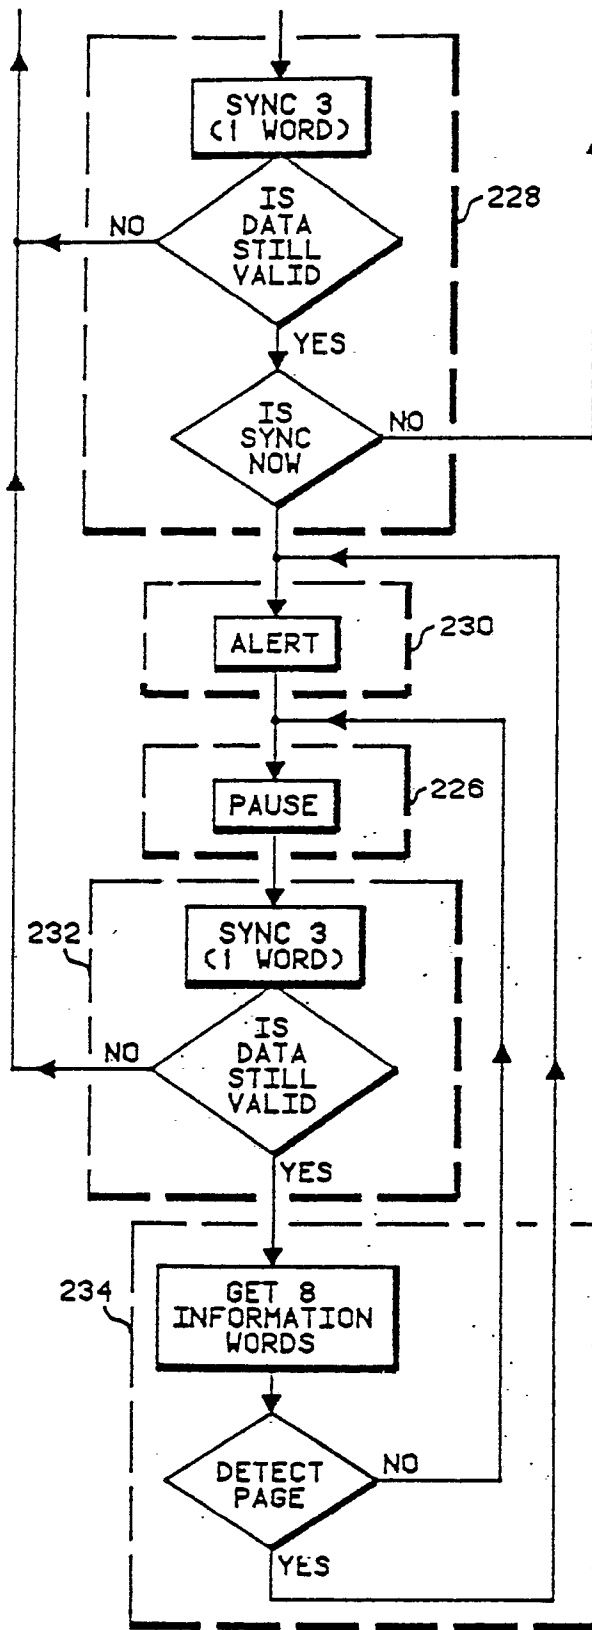 SYNC 3
(1 WORD)
228
IS
DATA
STILL
VALID
NO
YES
IS
SYNC
NOW
NO
ALERT
230
PAUSE
226
232
SYNC 3
(1 WORD)
IS
DATA
STILL
VALID
NO
YES
234
GET 8
INFORMATION
WORDS
DETECT
PAGE
NO
YES